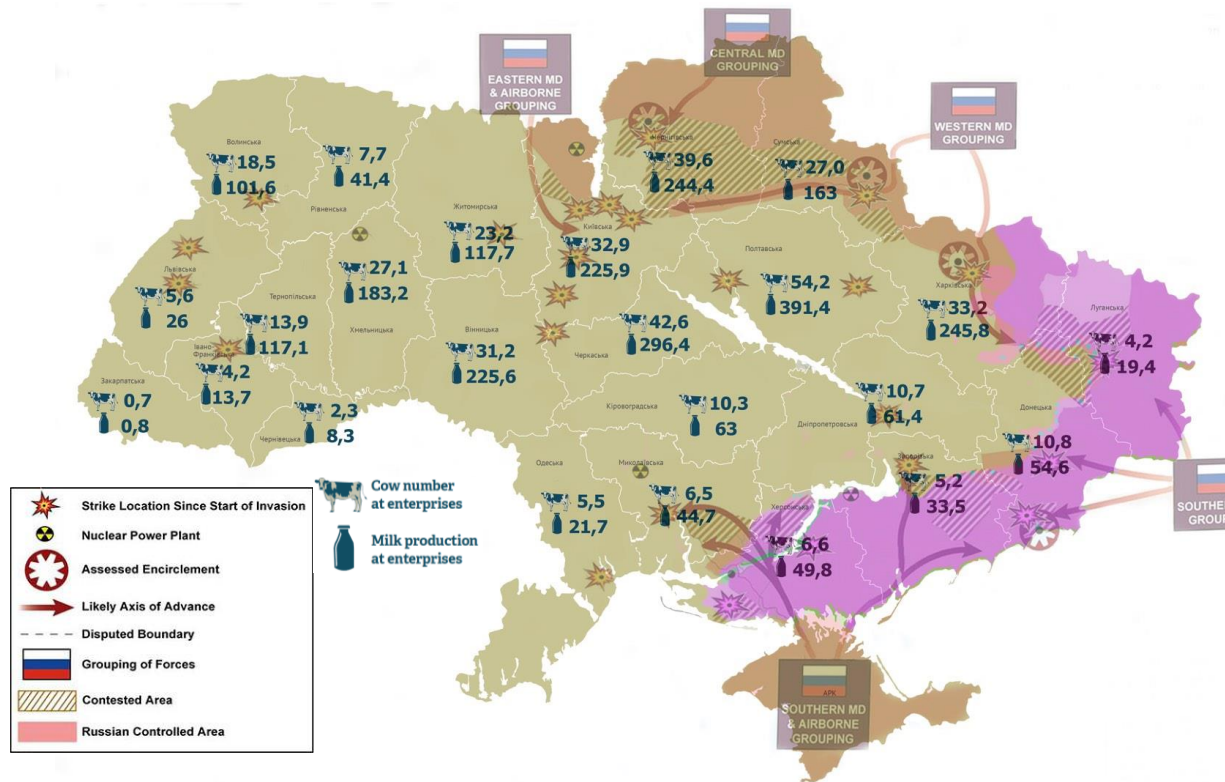 CENTRAL MD
GROUPING
EASTERN MD
& AIRBORNE
GROUPING
WESTERN MD
GROUPING
Волинська
18,5
101,6
7,7
41,4
Рівненська
Житомирська
23,2
117,7
Київська
32,9
225,9
Чернігівська
39,6
244,4
Сумська
27,0
163
Львівська
5,6
26
Тернопільська
13,9
117,1
27,1
183,2
Хмельницька
Вінницька
31,2
225,6
Черкаська
42,6
296,4
Полтавська
54,2
391,4
Харківська
33,2
245,8
Луганська
4,2
19,4
Івано-
Франківська
4,2
13,7
Закарпатська
0,7
0,8
Чернівецька
2,3
8,3
Кіровоградська
10,3
63
Дніпропетровська
10,7
61,4
Донецька
10,8
54,6
Одеська
5,5
21,7
Миколаївська
6,5
44,7
5,2
33,5
Херсонська
6,6
49,8
SOUTHERN MD
& AIRBORNE
GROUPING
АРК
Cow number
at enterprises
Milk production
at enterprises
Strike Location Since Start of Invasion
Nuclear Power Plant
Assessed Encirclement
Likely Axis of Advance
Disputed Boundary
Grouping of Forces
Contested Area
Russian Controlled Area